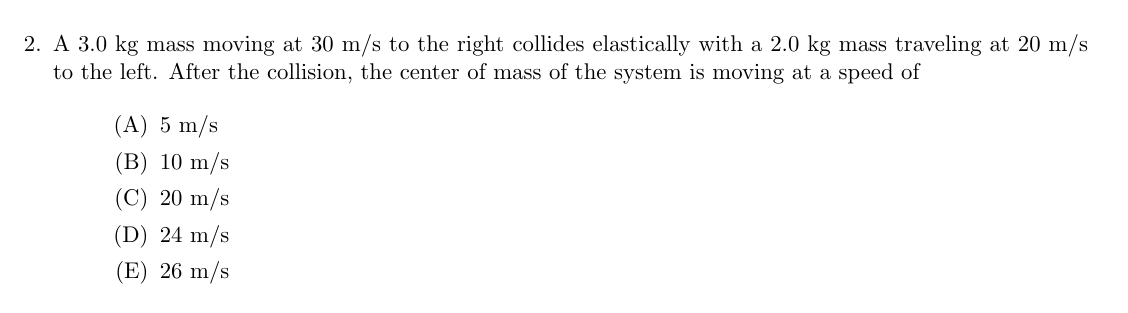 2. A 3.0 kg mass moving at 30 m/s to the right collides elastically with a 2.0 kg mass traveling at 20 m/s
to the left. After the collision, the center of mass of the system is moving at a speed of
(A) 5 m/s
(B) 10 m/s
(C) 20 m/s
(D) 24 m/s
(E) 26 m/s